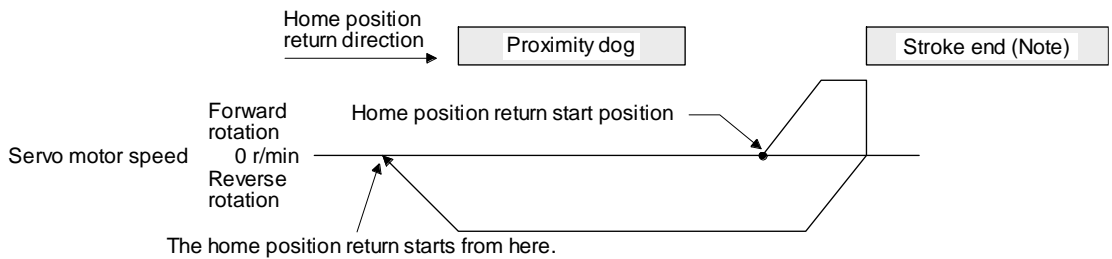 Home position
return direction
Proximity dog
Stroke end (Note)
Forward
rotation
Home position return start position
Servo motor speed
0 r/min
Reverse
rotation
The home position return starts from here.